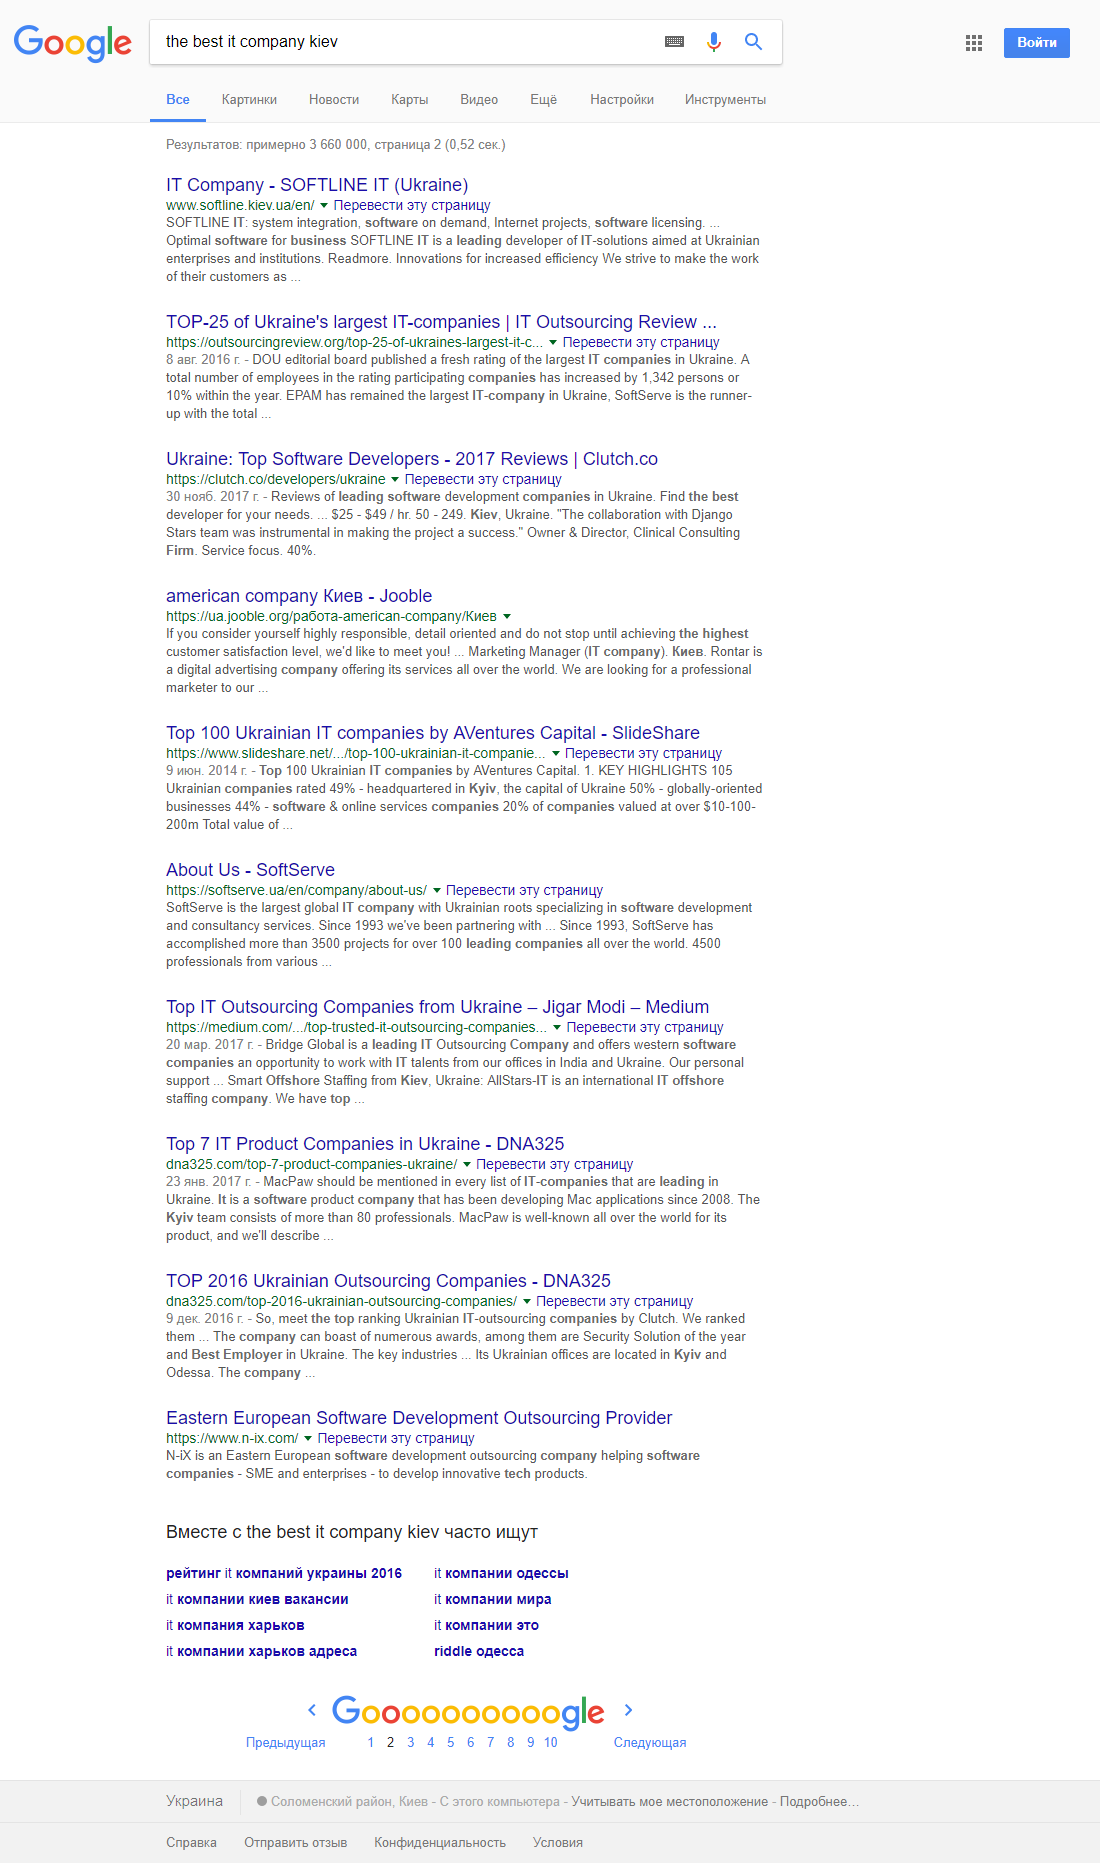 Google
the best it company kiev
Войти
Все Картинки Новости Карты Видео Ещё Настройки Инструменты
Результатов: примерно 3 660 000, страница 2 (0,52 сек.)
IT Company - SOFTLINE IT (Ukraine)
www.softline.kiev.ua/en/ Перевести эту страницу
SOFTLINE IT: system integration, software on demand, Internet projects, software licensing. ...
Optimal software for business SOFTLINE IT is a leading developer of IT-solutions aimed at Ukrainian
enterprises and institutions. Readmore. Innovations for increased efficiency We strive to make the work
of their customers as ...
TOP-25 of Ukraine's largest IT-companies | IT Outsourcing Review ...
https://outsourcingreview.org/top-25-of-ukraines-largest-it-c... Перевести эту страницу
8 авг. 2016 г. - DOU editorial board published a fresh rating of the largest IT companies in Ukraine. A
total number of employees in the rating participating companies has increased by 1,342 persons or
10% within the year. EPAM has remained the largest IT-company in Ukraine, SoftServe is the runner-
up with the total ...
Ukraine: Top Software Developers - 2017 Reviews | Clutch.co
https://clutch.co/developers/ukraine Перевести эту страницу
30 нояб. 2017 г. - Reviews of leading software development companies in Ukraine. Find the best
developer for your needs. ... $25 - $49 / hr. 50 - 249. Kiev, Ukraine. "The collaboration with Django
Stars team was instrumental in making the project a success." Owner & Director, Clinical Consulting
Firm. Service focus. 40%.
american company Киев - Jooble
https://ua.jooble.org/работа-american-company/Киев
If you consider yourself highly responsible, detail oriented and do not stop until achieving the highest
customer satisfaction level, we'd like to meet you! ... Marketing Manager (IT company). Киев. Rontar is
a digital advertising company offering its services all over the world. We are looking for a professional
marketer to our ...
Top 100 Ukrainian IT companies by AVentures Capital - SlideShare
https://www.slideshare.net/.../top-100-ukrainian-it-companie... Перевести эту страницу
9 июн. 2014 г. - Top 100 Ukrainian IT companies by AVentures Capital. 1. KEY HIGHLIGHTS 105
Ukrainian companies rated 49% - headquartered in Kyiv, the capital of Ukraine 50% - globally-oriented
businesses 44% - software & online services companies 20% of companies valued at over $10-100-
200m Total value of ...
About Us - SoftServe
https://softserve.ua/en/company/about-us/ Перевести эту страницу
SoftServe is the largest global IT company with Ukrainian roots specializing in software development
and consultancy services. Since 1993 we've been partnering with ... Since 1993, SoftServe has
accomplished more than 3500 projects for over 100 leading companies all over the world. 4500
professionals from various ...
Top IT Outsourcing Companies from Ukraine – Jigar Modi – Medium
https://medium.com/.../top-trusted-it-outsourcing-companies... Перевести эту страницу
20 мар. 2017 г. - Bridge Global is a leading IT Outsourcing Company and offers western software
companies an opportunity to work with IT talents from our offices in India and Ukraine. Our personal
support ... Smart Offshore Staffing from Kiev, Ukraine: AllStars-IT is an international IT offshore
staffing company. We have top ...
Top 7 IT Product Companies in Ukraine - DNA325
dna325.com/top-7-product-companies-ukraine/ Перевести эту страницу
23 янв. 2017 г. - MacPaw should be mentioned in every list of IT-companies that are leading in
Ukraine. It is a software product company that has been developing Mac applications since 2008. The
Kyiv team consists of more than 80 professionals. MacPaw is well-known all over the world for its
product, and we'll describe ...
TOP 2016 Ukrainian Outsourcing Companies - DNA325
dna325.com/top-2016-ukrainian-outsourcing-companies/ Перевести эту страницу
9 дек. 2016 г. - So, meet the top ranking Ukrainian IT-outsourcing companies by Clutch. We ranked
them ... The company can boast of numerous awards, among them are Security Solution of the year
and Best Employer in Ukraine. The key industries ... Its Ukrainian offices are located in Kyiv and
Odessa. The company ...
Eastern European Software Development Outsourcing Provider
https://www.n-ix.com/ Перевести эту страницу
N-iX is an Eastern European software development outsourcing company helping software
companies - SME and enterprises - to develop innovative tech products.
Вместе с the best it company kiev часто ищут
рейтинг it компаний украины 2016 it компании одессы
it компании киев вакансии it компании мира
it компания харьков it компании это
it компании харьков адреса riddle одесса
Goooooooooogle
Предыдущая 1 2 3 4 5 6 7 8 9 10 Следующая
Украина Соломенский район, Киев - С этого компьютера - Учитывать мое местоположение - Подробнее…
Справка Отправить отзыв Конфиденциальность Условия